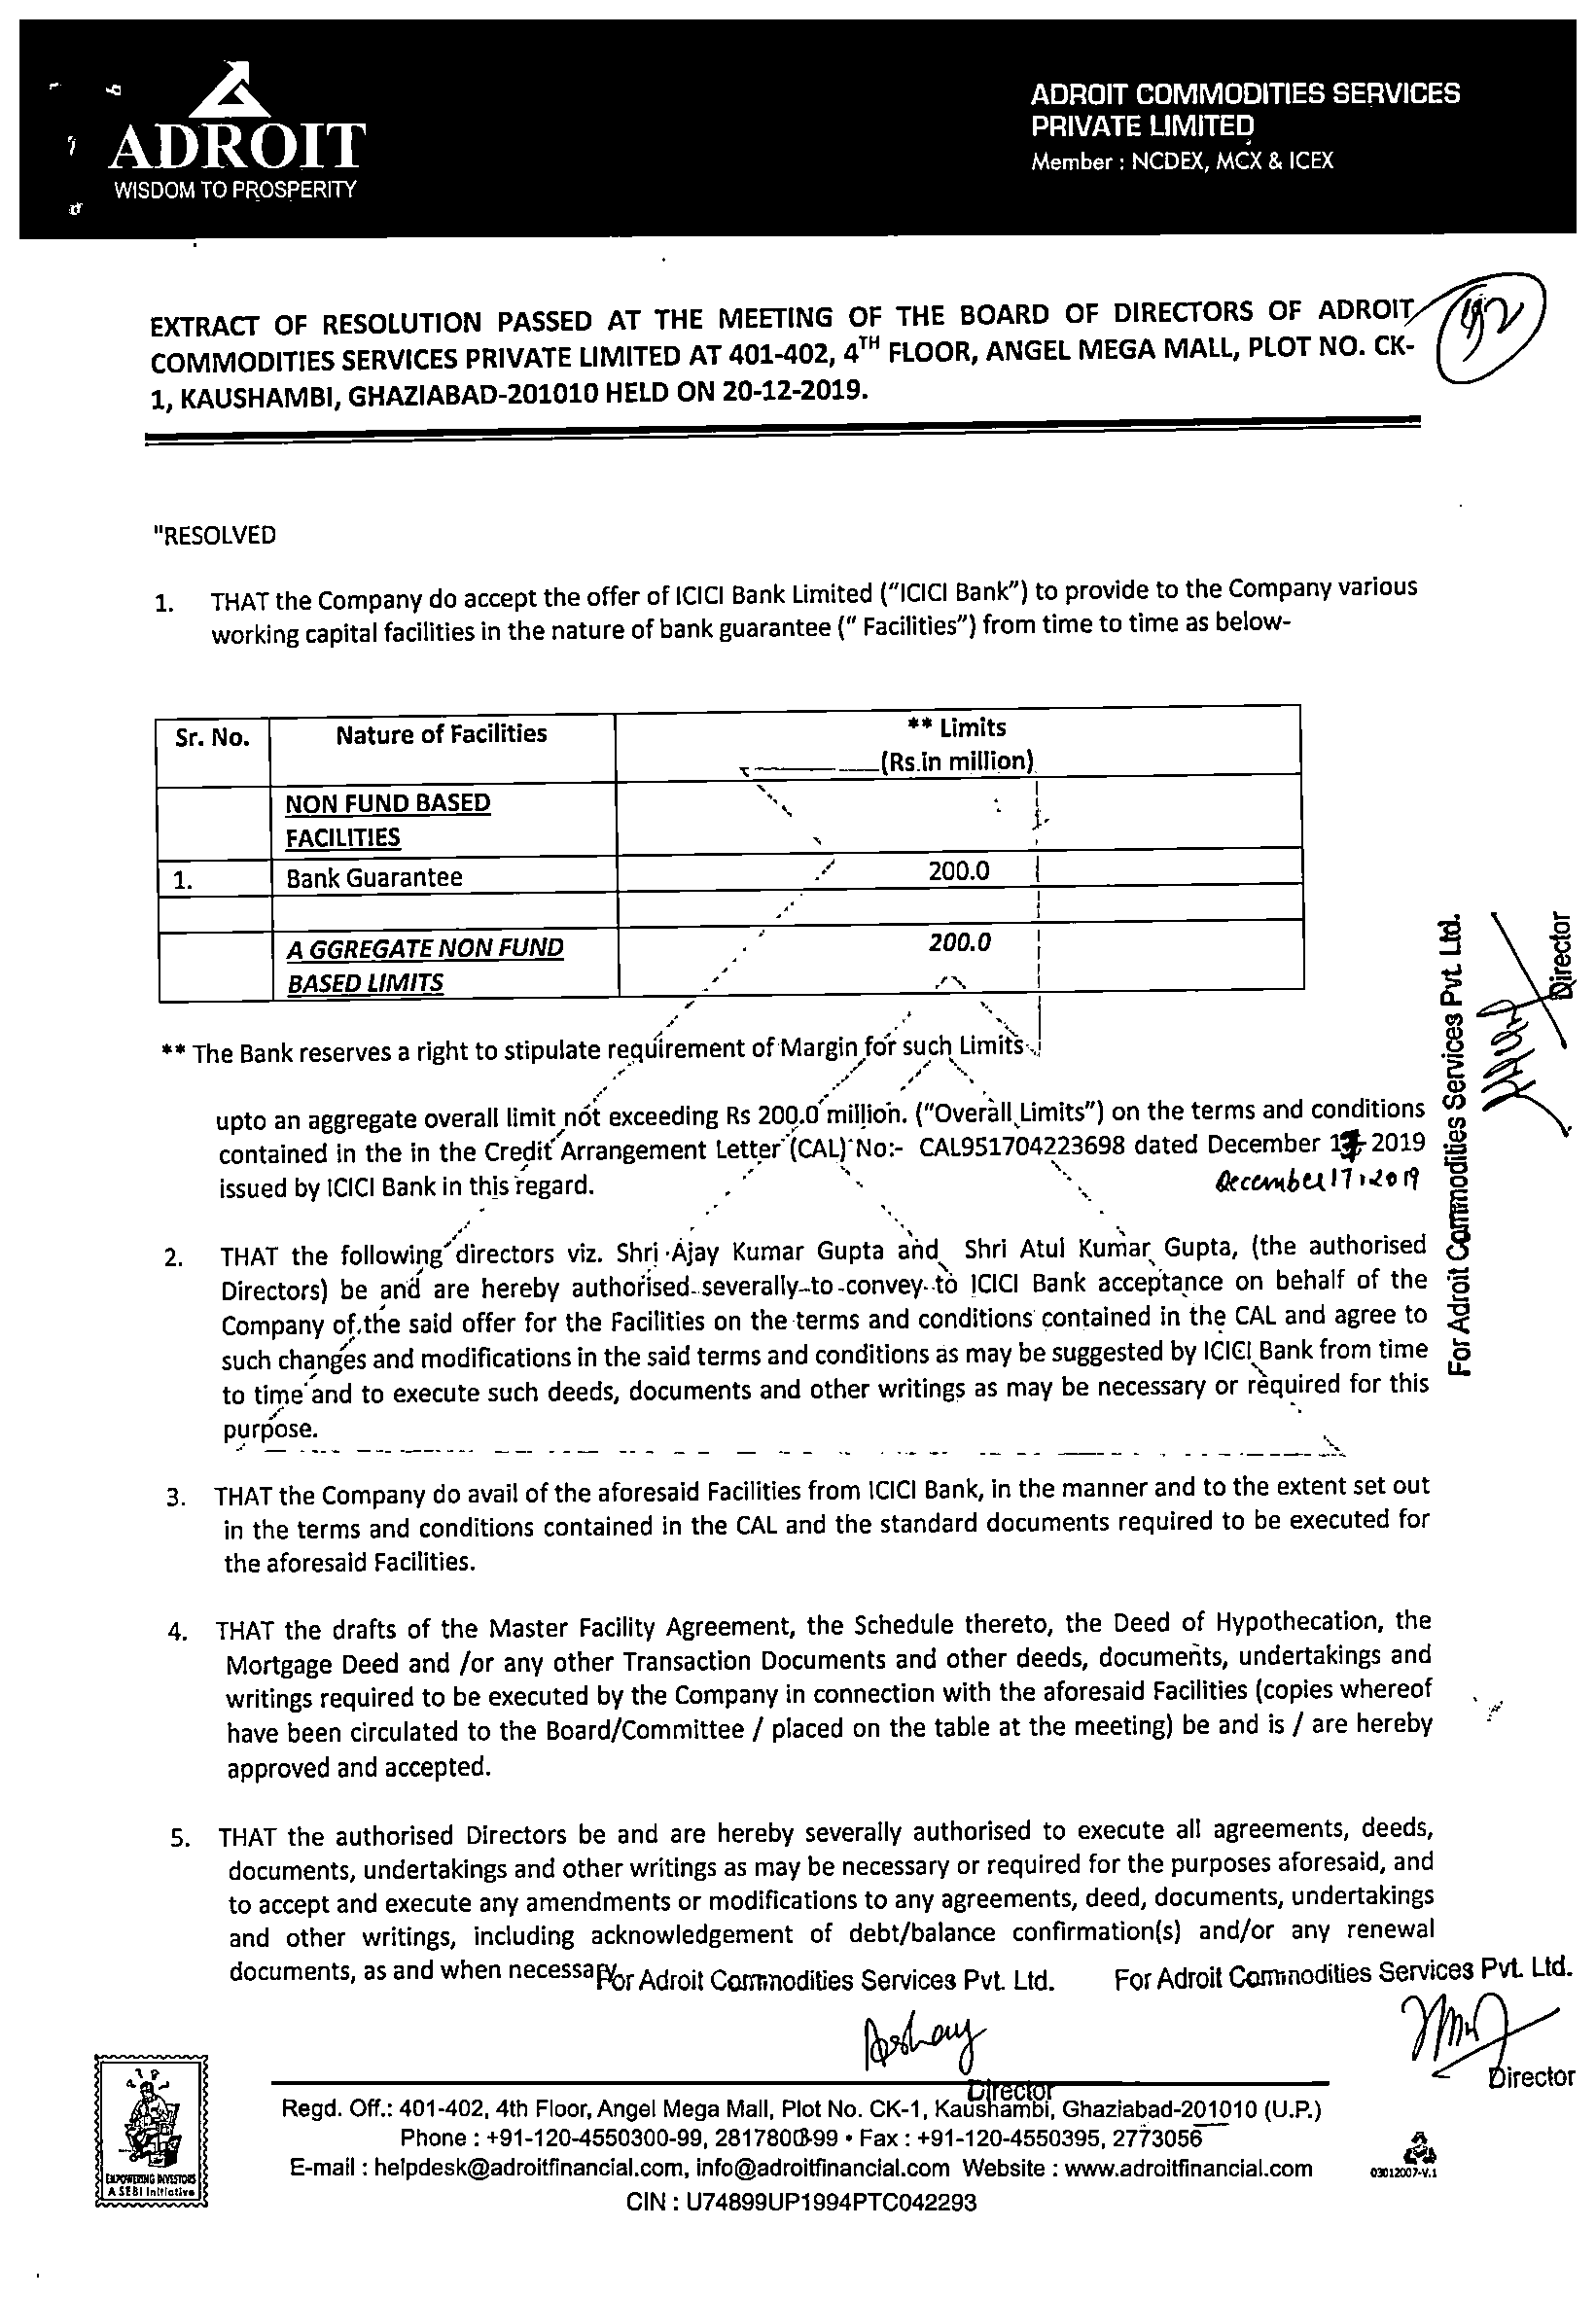 ADROIT
WISDOM TO PROSPERITY
ADROIT COMMODITIES SERVICES
PRIVATE LIMITED
Member : NCDEX, MCX & ICEX
EXTRACT OF RESOLUTION PASSED AT THE MEETING OF THE BOARD OF DIRECTORS OF ADROIT
COMMODITIES SERVICES PRIVATE LIMITED AT 401-402, 4TH FLOOR, ANGEL MEGA MALL, PLOT NO. CK-
1, KAUSHAMBI, GHAZIABAD-201010 HELD ON 20-12-2019.
"RESOLVED
1. THAT the Company do accept the offer of ICICI Bank Limited ("ICICI Bank") to provide to the Company various
working capital facilities in the nature of bank guarantee (" Facilities") from time to time as below-
Sr. No. Nature of Facilities ** Limits
(Rs.in million)
NON FUND BASED
FACILITIES
1. Bank Guarantee 200.0
A GGREGATE NON FUND 200.0
BASED LIMITS
** The Bank reserves a right to stipulate requirement of Margin for such Limits
upto an aggregate overall limit not exceeding Rs 200.0 million. ("Overall Limits") on the terms and conditions
contained in the in the Credit Arrangement Letter (CAL) No:- CAL951704223698 dated December 17 2019
issued by ICICI Bank in this regard. December 17, 2019
2. THAT the following directors viz. Shri Ajay Kumar Gupta and Shri Atul Kumar Gupta, (the authorised
Directors) be and are hereby authorised severally to convey to ICICI Bank acceptance on behalf of the
Company of the said offer for the Facilities on the terms and conditions contained in the CAL and agree to
such changes and modifications in the said terms and conditions as may be suggested by ICICI Bank from time
to time and to execute such deeds, documents and other writings as may be necessary or required for this
purpose.
3. THAT the Company do avail of the aforesaid Facilities from ICICI Bank, in the manner and to the extent set out
in the terms and conditions contained in the CAL and the standard documents required to be executed for
the aforesaid Facilities.
4. THAT the drafts of the Master Facility Agreement, the Schedule thereto, the Deed of Hypothecation, the
Mortgage Deed and /or any other Transaction Documents and other deeds, documents, undertakings and
writings required to be executed by the Company in connection with the aforesaid Facilities (copies whereof
have been circulated to the Board/Committee / placed on the table at the meeting) be and is / are hereby
approved and accepted.
5. THAT the authorised Directors be and are hereby severally authorised to execute all agreements, deeds,
documents, undertakings and other writings as may be necessary or required for the purposes aforesaid, and
to accept and execute any amendments or modifications to any agreements, deed, documents, undertakings
and other writings, including acknowledgement of debt/balance confirmation(s) and/or any renewal
documents, as and when necessary.
For Adroit Commodities Services Pvt. Ltd.
Director
For Adroit Commodities Services Pvt. Ltd. For Adroit Commodities Services Pvt. Ltd.
Director
Director
Regd. Off.: 401-402, 4th Floor, Angel Mega Mall, Plot No. CK-1, Kaushambi, Ghaziabad-201010 (U.P.)
Phone : +91-120-4550300-99, 28178003-99 • Fax : +91-120-4550395, 2773056
E-mail : helpdesk@adroitfinancial.com, info@adroitfinancial.com Website : www.adroitfinancial.com
CIN : U74899UP1994PTC042293
EMPOWERING INVESTORS
A SEBI Initiative
03012007-V.1